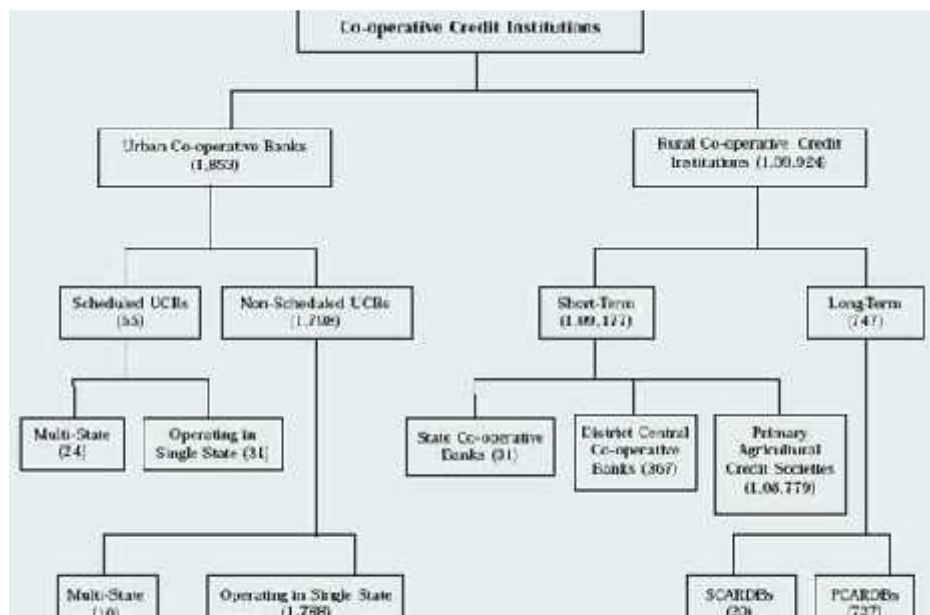 Co-operative Credit Institutions
Urban Co-operative Banks
(1,853)
Rural Co-operative Credit
Institutions (1,09,924)
Scheduled UCBs
(55)
Non-Scheduled UCBs
(1,798)
Short-Term
(1,09,177)
Long-Term
(747)
Multi-State
(24)
Operating in
Single State (31)
State Co-operative
Banks (31)
District Central
Co-operative
Banks (367)
Primary
Agricultural
Credit Societies
(1,08,779)
Multi-State
(10)
Operating in Single State
(1,788)
SCARDBs
(20)
PCARDBs
(727)